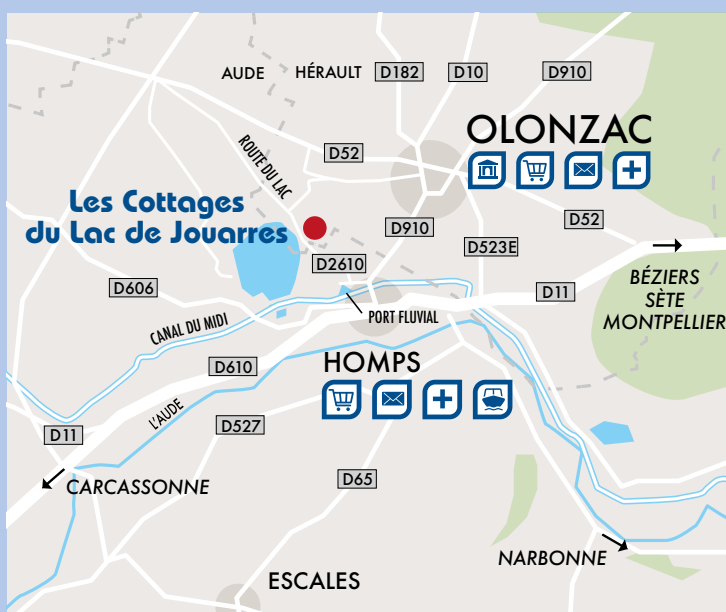 AUDE
HÉRAULT
D182
D10
D910
OLONZAC
ROUTE DU LAC
D52
Les Cottages
du Lac de Jouarres
D910
D52
D523E
D2610
D606
D11
BÉZIERS
SÈTE
MONTPELLIER
CANAL DU MIDI
PORT FLUVIAL
D610
HOMPS
L'AUDE
D527
D11
CARCASSONNE
D65
NARBONNE
ESCALES